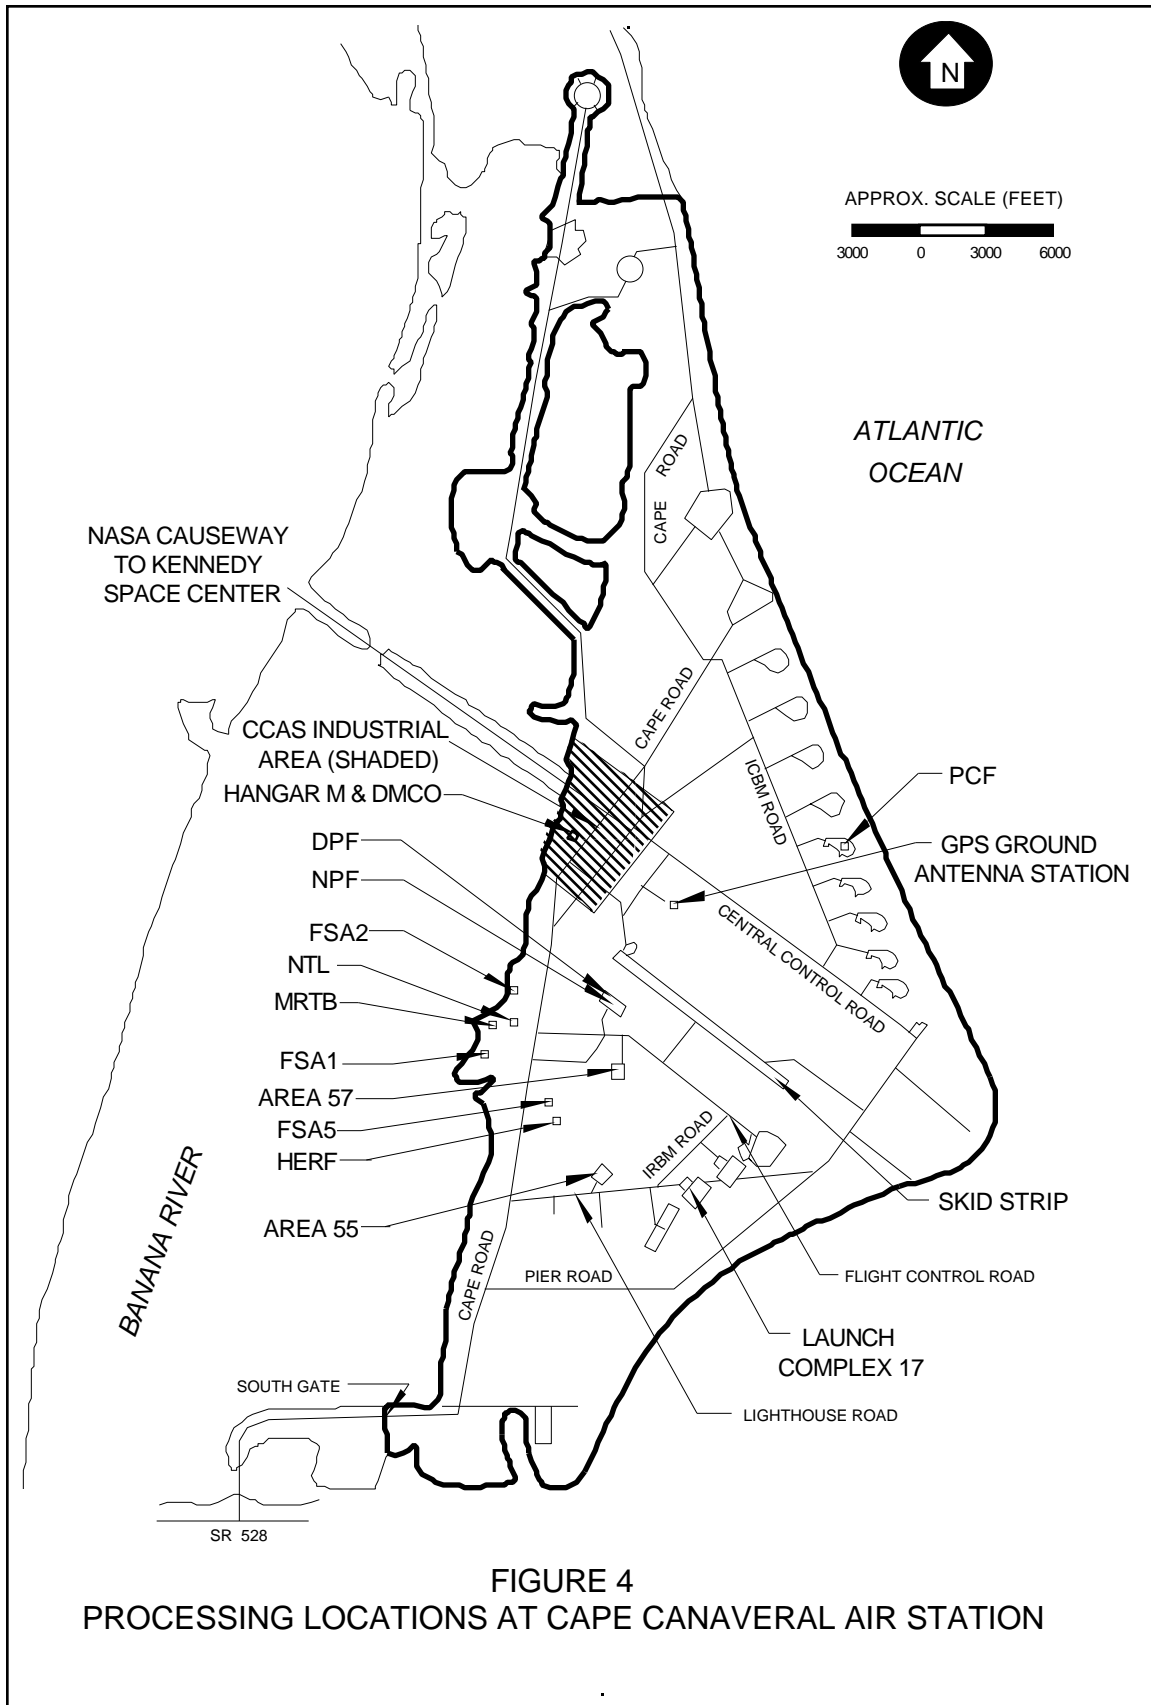 N
APPROX. SCALE (FEET)
3000 0 3000 6000
ATLANTIC
OCEAN
ROAD
CAPE
NASA CAUSEWAY
TO KENNEDY
SPACE CENTER
CAPE ROAD
CCAS INDUSTRIAL
AREA (SHADED)
HANGAR M & DMCO
ICBM ROAD
PCF
DPF
GPS GROUND
ANTENNA STATION
NPF
CENTRAL CONTROL ROAD
FSA2
NTL
MRTB
FSA1
AREA 57
FSA5
HERF
IRBM ROAD
SKID STRIP
AREA 55
BANANA RIVER
CAPE ROAD
PIER ROAD
FLIGHT CONTROL ROAD
LAUNCH
COMPLEX 17
SOUTH GATE
LIGHTHOUSE ROAD
SR 528
FIGURE 4
PROCESSING LOCATIONS AT CAPE CANAVERAL AIR STATION